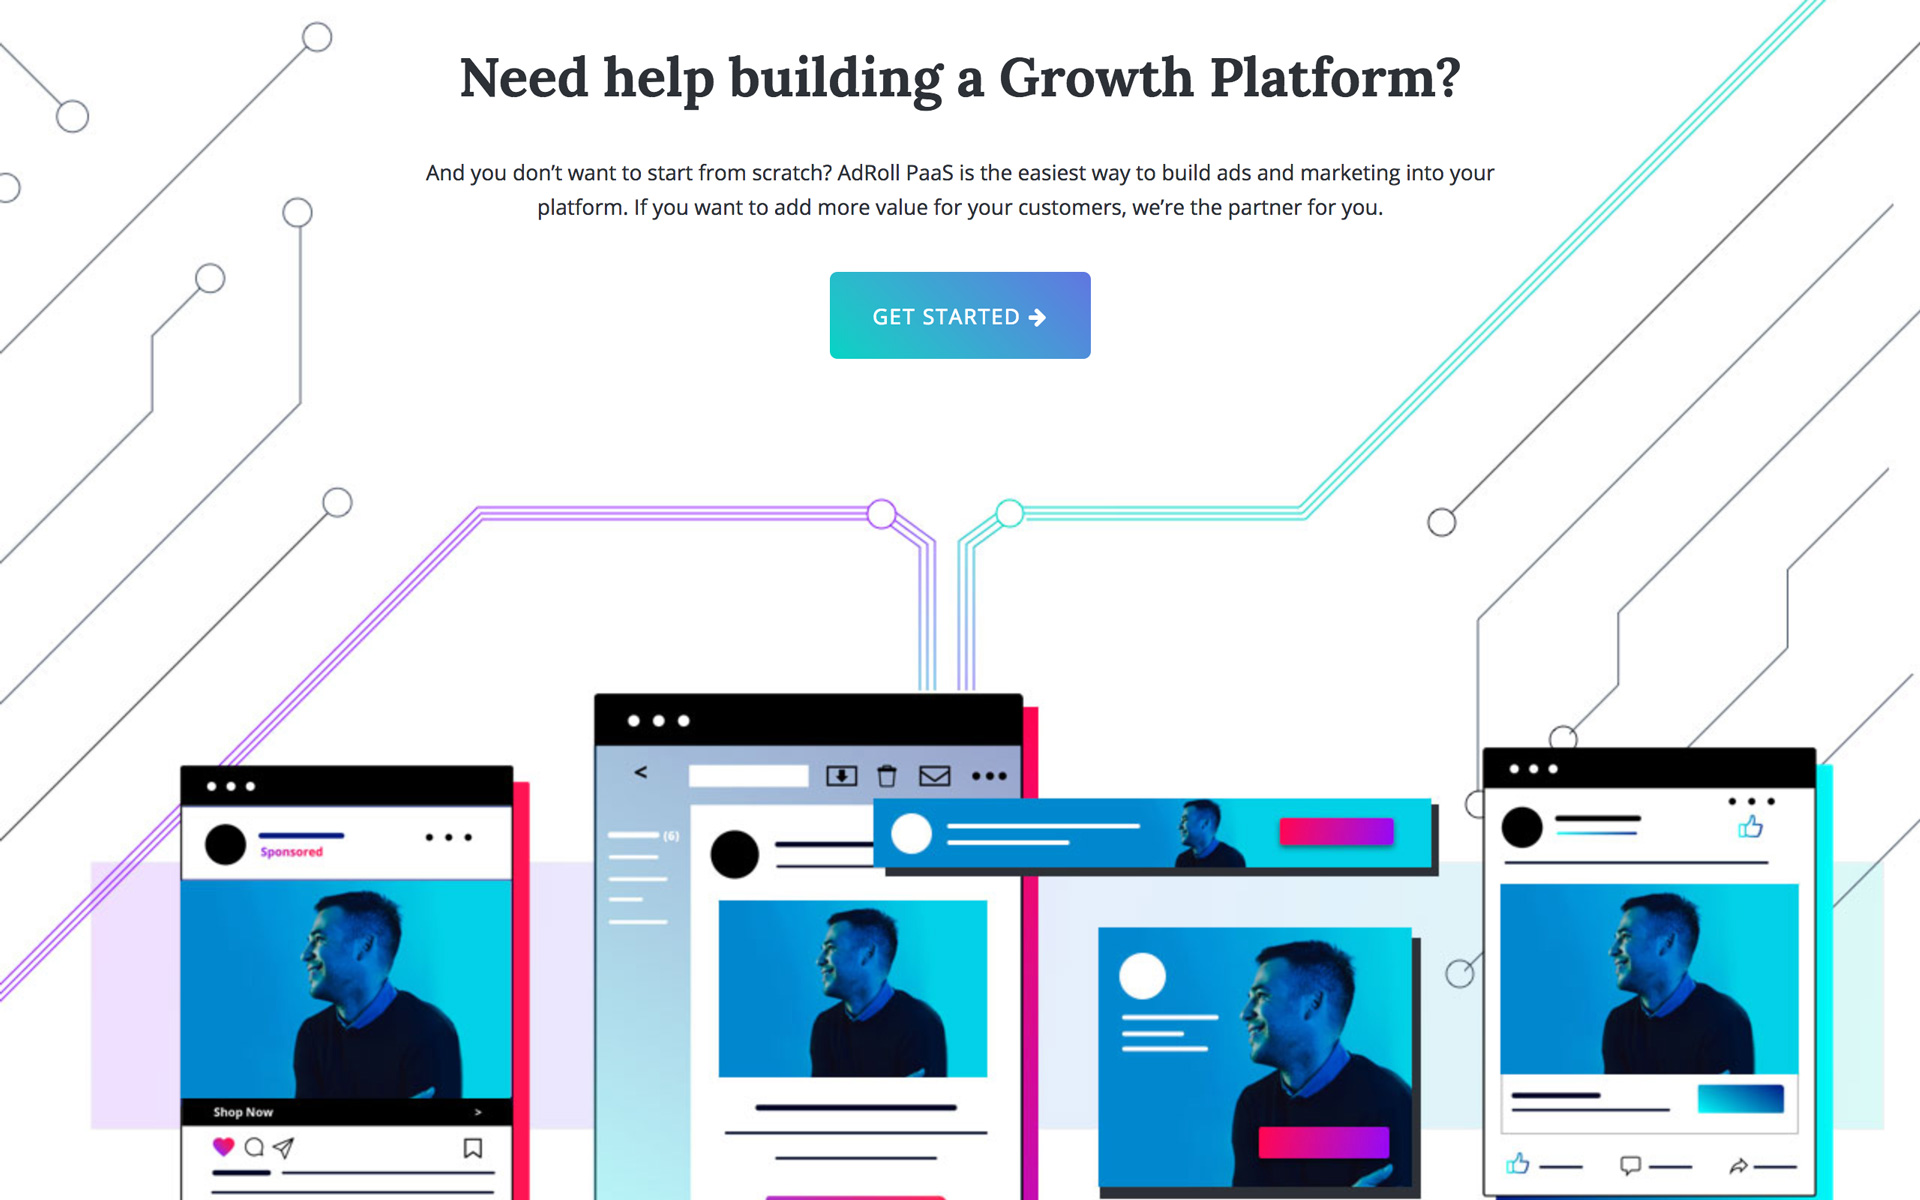 Need help building a Growth Platform?
And you don’t want to start from scratch? AdRoll PaaS is the easiest way to build ads and marketing into your
platform. If you want to add more value for your customers, we’re the partner for you.
GET STARTED
Sponsored
(6)
Shop Now